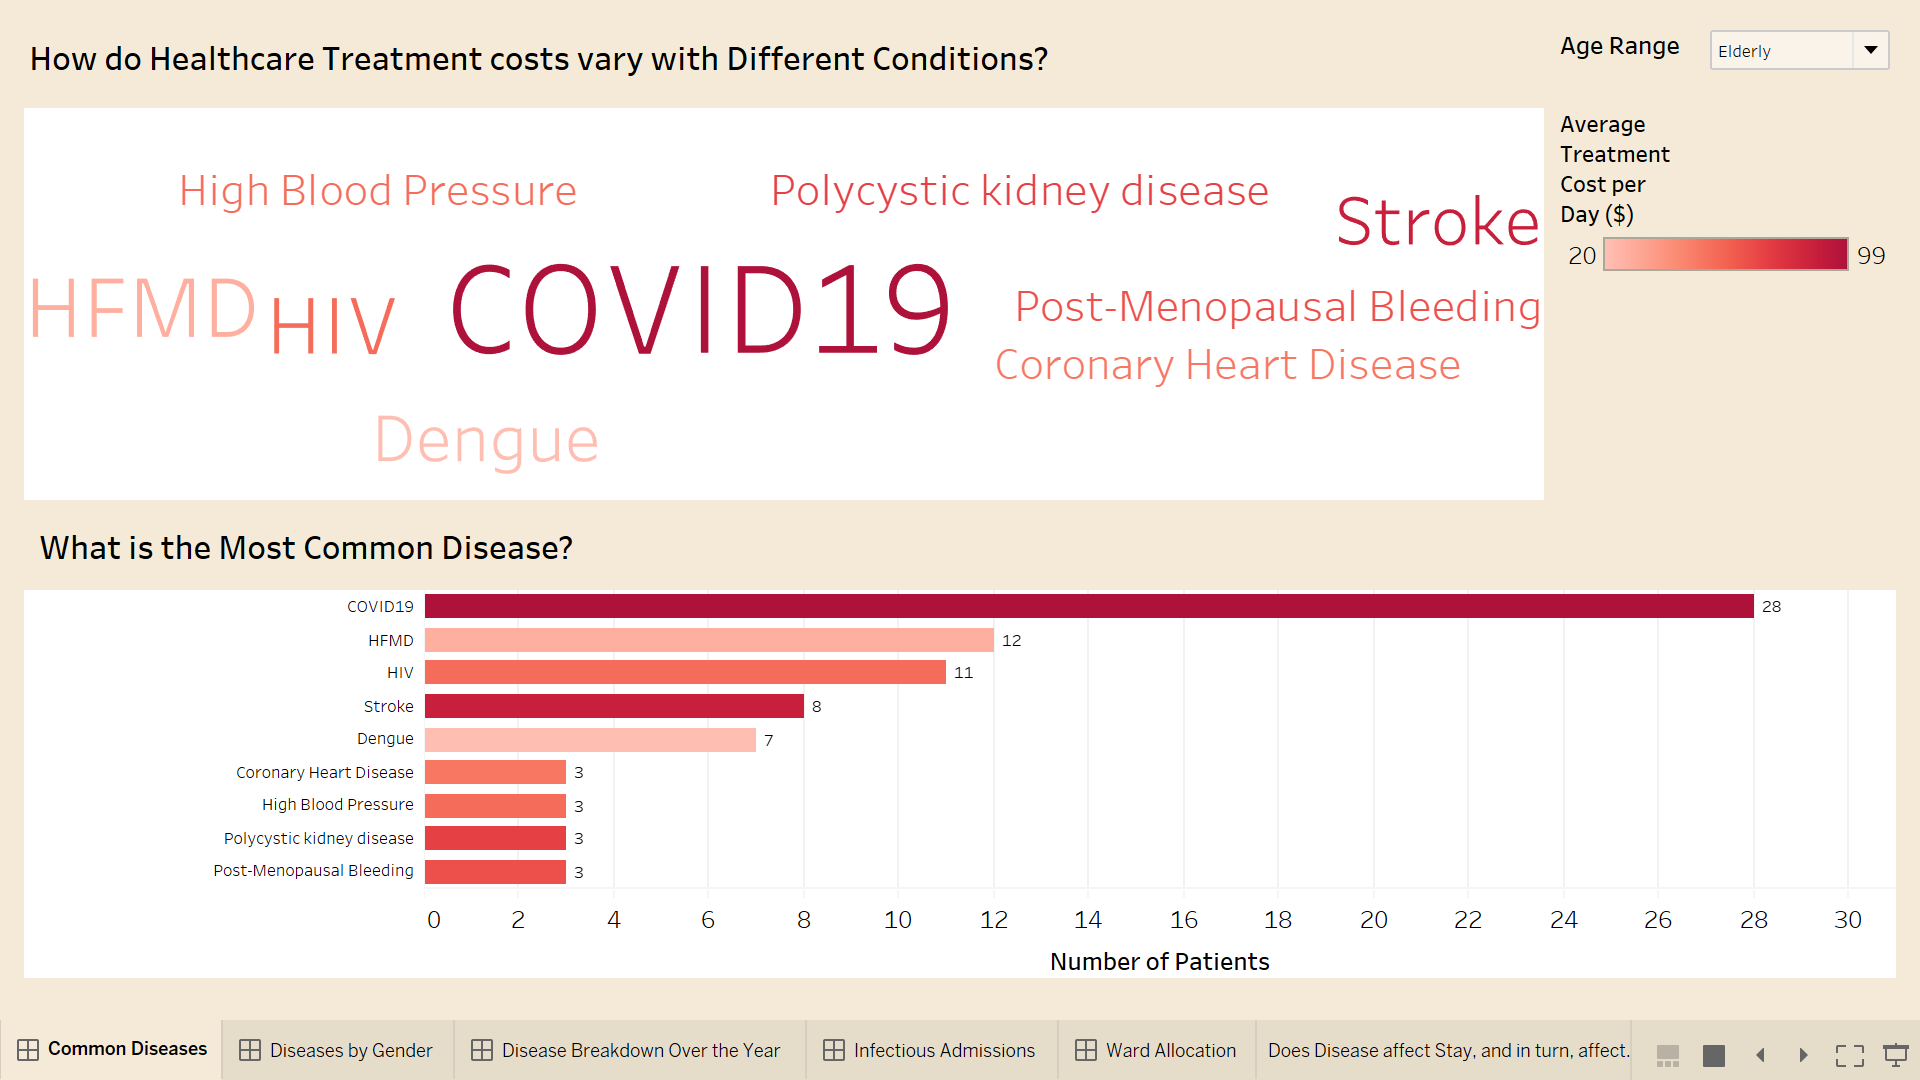 How do Healthcare Treatment costs vary with Different Conditions?
Age Range
Elderly
Average
Treatment
Cost per
Day ($)
20
99
High Blood Pressure
Polycystic kidney disease
Stroke
HFMD
HIV
COVID19
Post-Menopausal Bleeding
Coronary Heart Disease
Dengue
What is the Most Common Disease?
COVID19 28
HFMD 12
HIV 11
Stroke 8
Dengue 7
Coronary Heart Disease 3
High Blood Pressure 3
Polycystic kidney disease 3
Post-Menopausal Bleeding 3
0 2 4 6 8 10 12 14 16 18 20 22 24 26 28 30
Number of Patients
Common Diseases
Diseases by Gender
Disease Breakdown Over the Year
Infectious Admissions
Ward Allocation
Does Disease affect Stay, and in turn, affect.